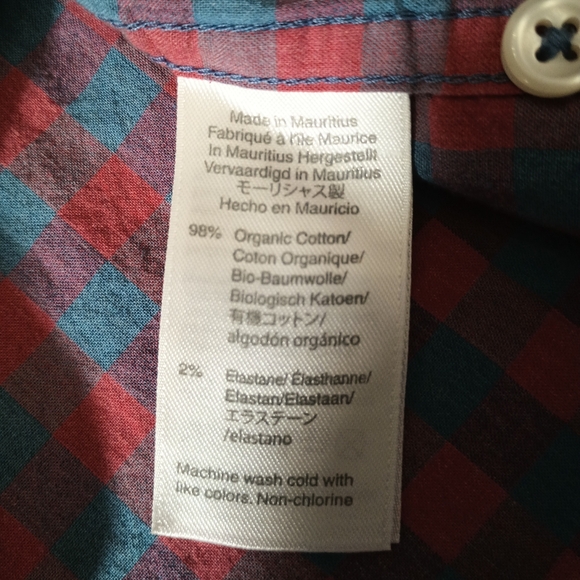 Made in Mauritius
Fabriqué à l'île Maurice
In Mauritius Hergestellt
Vervaardigd in Mauritius
モーリシャス製
Hecho en Mauricio
98% Organic Cotton/
Coton Organique/
Bio-Baumwolle/
Biologisch Katoen/
有機コットン/
algodón orgánico
2% Elastane/ Élasthanne/
Elastan/Elastaan/
エラステーン/
/elastano
Machine wash cold with
like colors. Non-chlorine